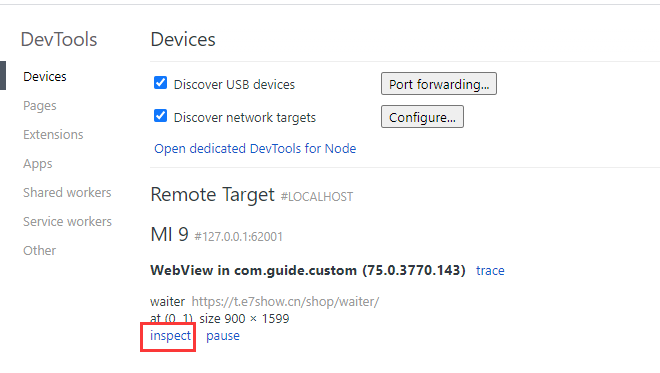 DevTools
Devices
Pages
Extensions
Apps
Shared workers
Service workers
Other
Devices
Discover USB devices Port forwarding...
Discover network targets Configure...
Open dedicated DevTools for Node
Remote Target #LOCALHOST
MI 9 #127.0.0.1:62001
WebView in com.guide.custom (75.0.3770.143) trace
waiter https://t.e7show.cn/shop/waiter/
at (0, 1) size 900 × 1599
inspect pause